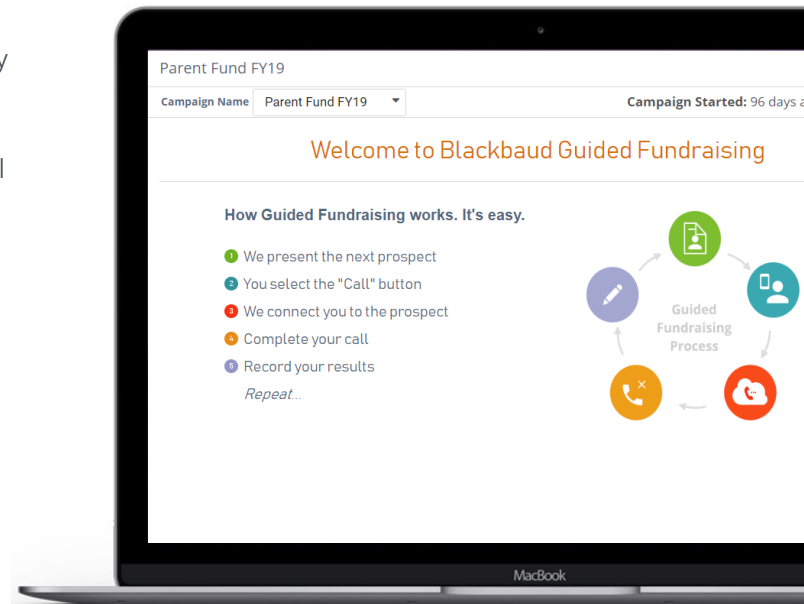 y
l
Parent Fund FY19
Campaign Name Parent Fund FY19 Campaign Started: 96 days a
Welcome to Blackbaud Guided Fundraising
How Guided Fundraising works. It's easy.
1 We present the next prospect
2 You select the "Call" button
3 We connect you to the prospect
4 Complete your call
5 Record your results
Repeat...
Guided
Fundraising
Process
MacBook